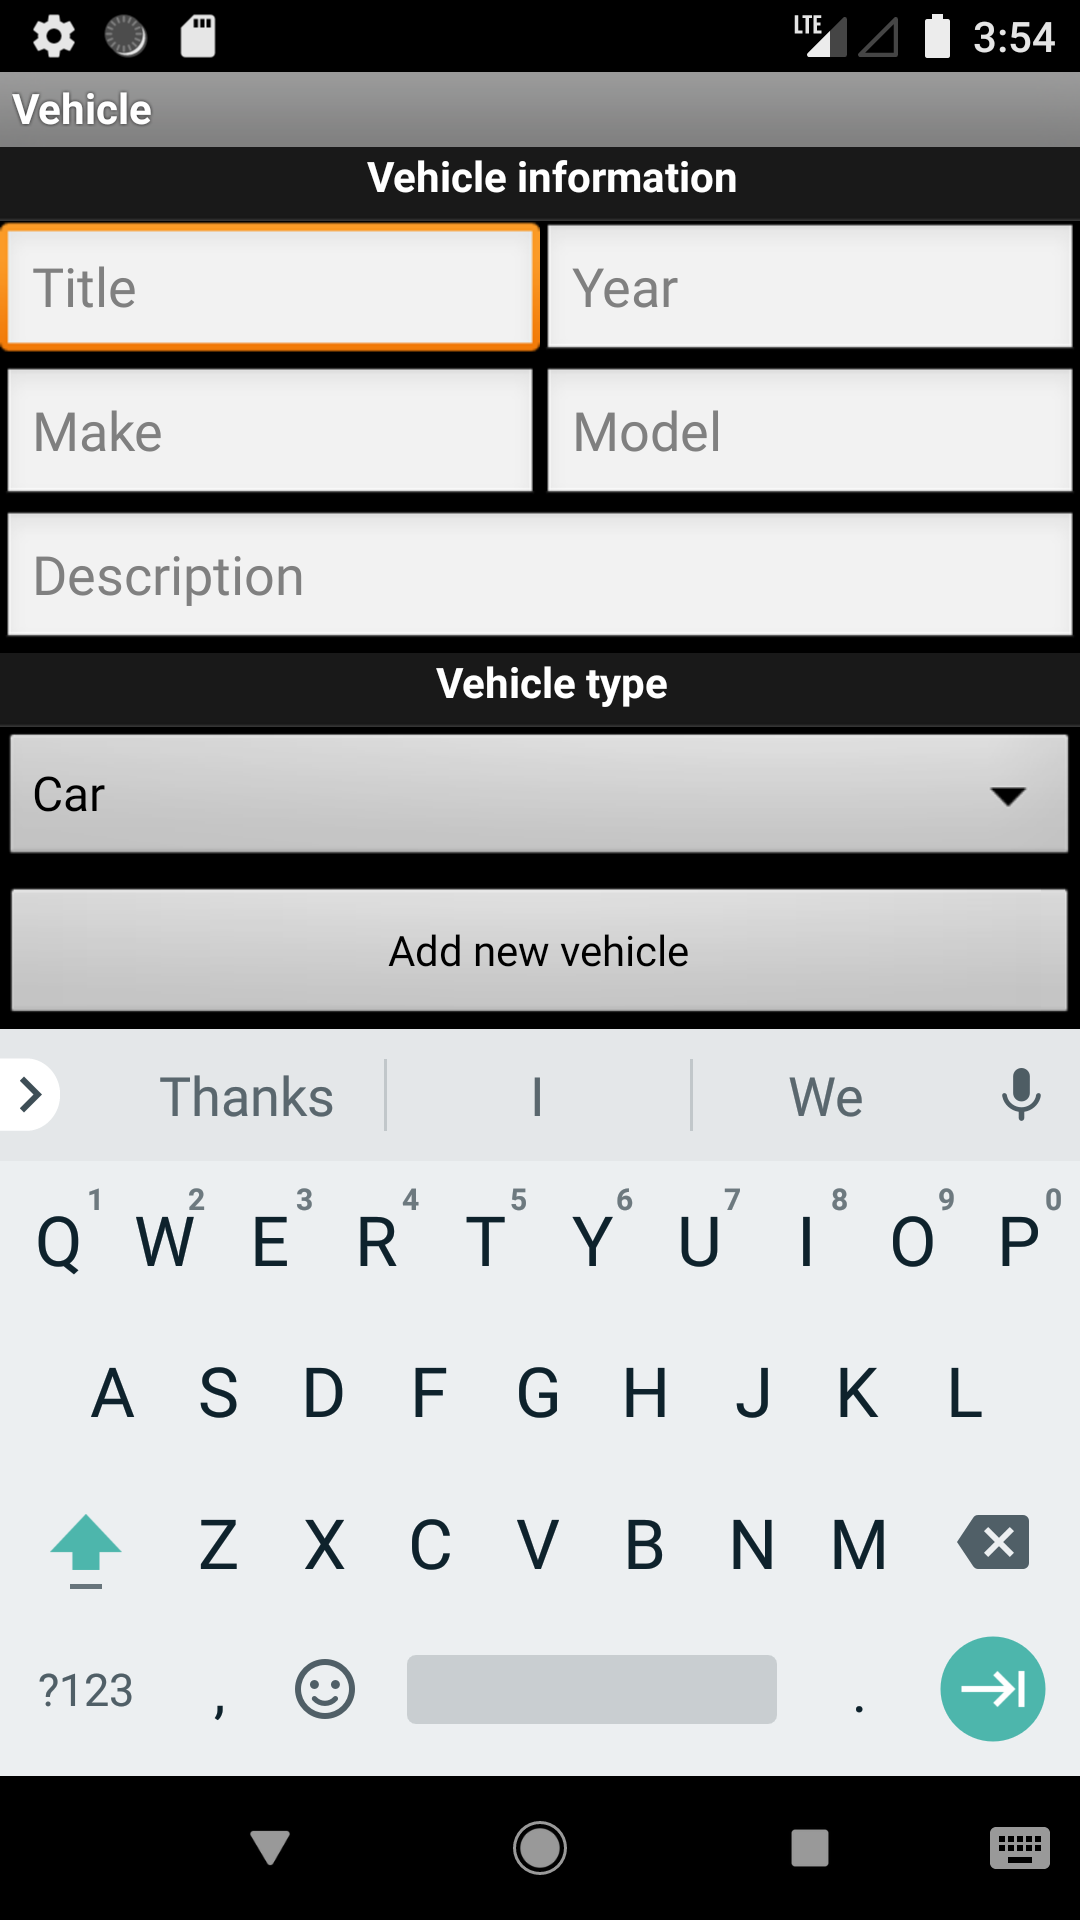 LTE 3:54
Vehicle
Vehicle information
Title Year
Make Model
Description
Vehicle type
Car
Add new vehicle
Thanks I We
1 2 3 4 5 6 7 8 9 0
Q W E R T Y U I O P
A S D F G H J K L
Z X C V B N M
?123 , .